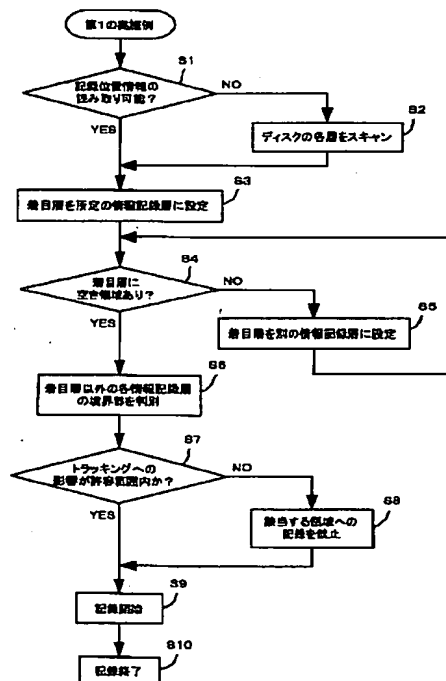 第1の実施例
S1
記録位置情報の
読み取り可能？
NO
YES
S2
ディスクの各層をスキャン
S3
着目層を所定の情報記録層に設定
S4
着目層に
空き領域あり？
NO
YES
S5
着目層を別の情報記録層に設定
S6
着目層以外の各情報記録層
の境界部を判別
S7
トラッキングへの
影響が許容範囲内か？
NO
YES
S8
該当する領域への
記録を禁止
S9
記録開始
S10
記録終了